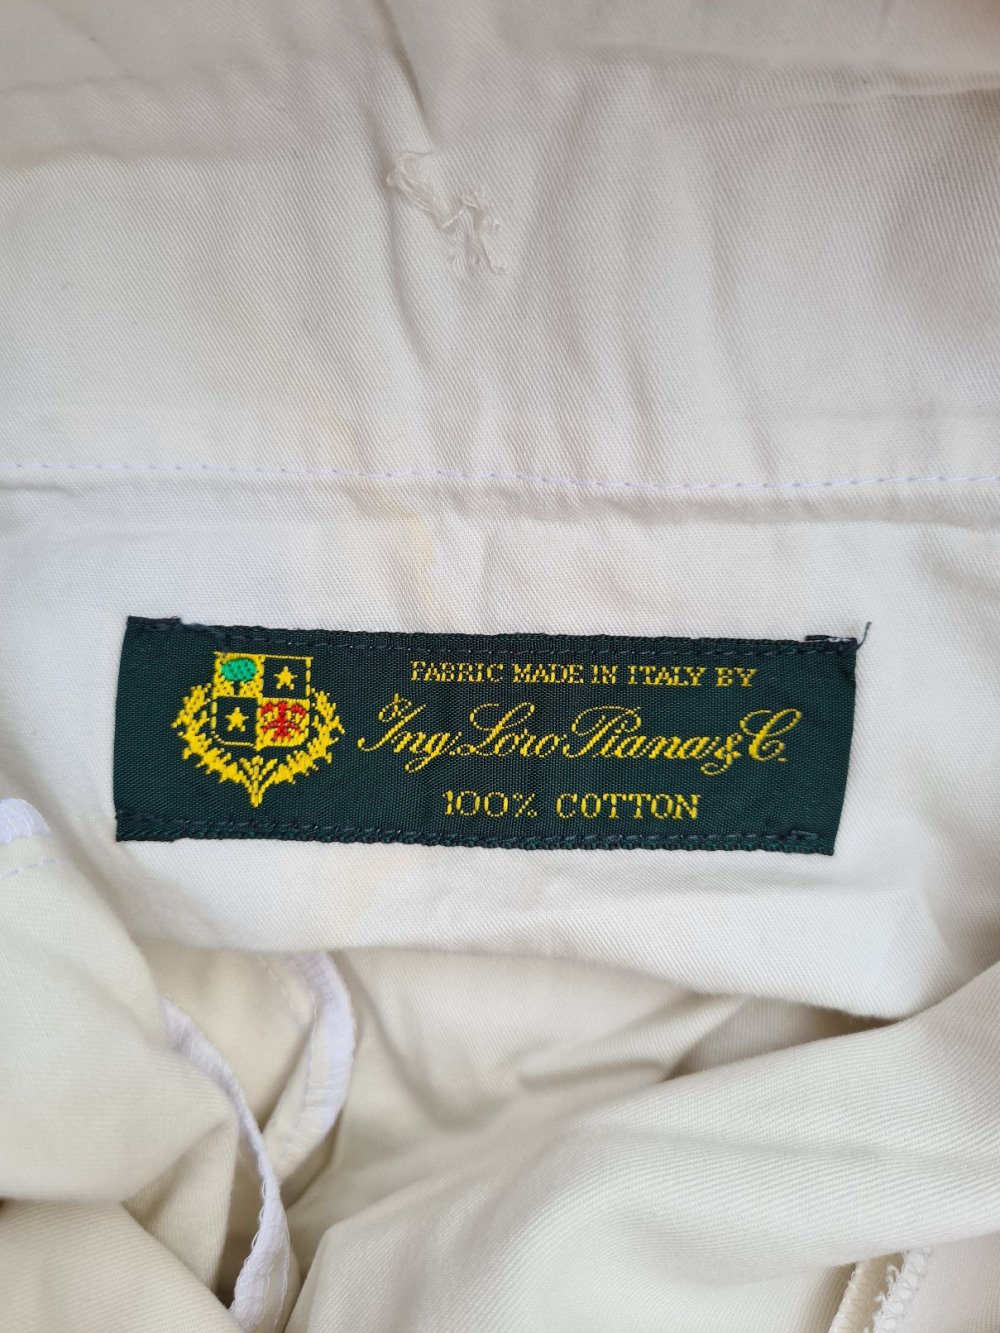 FABRIC MADE IN ITALY BY
Ing. Loro Piana & C.
100% COTTON